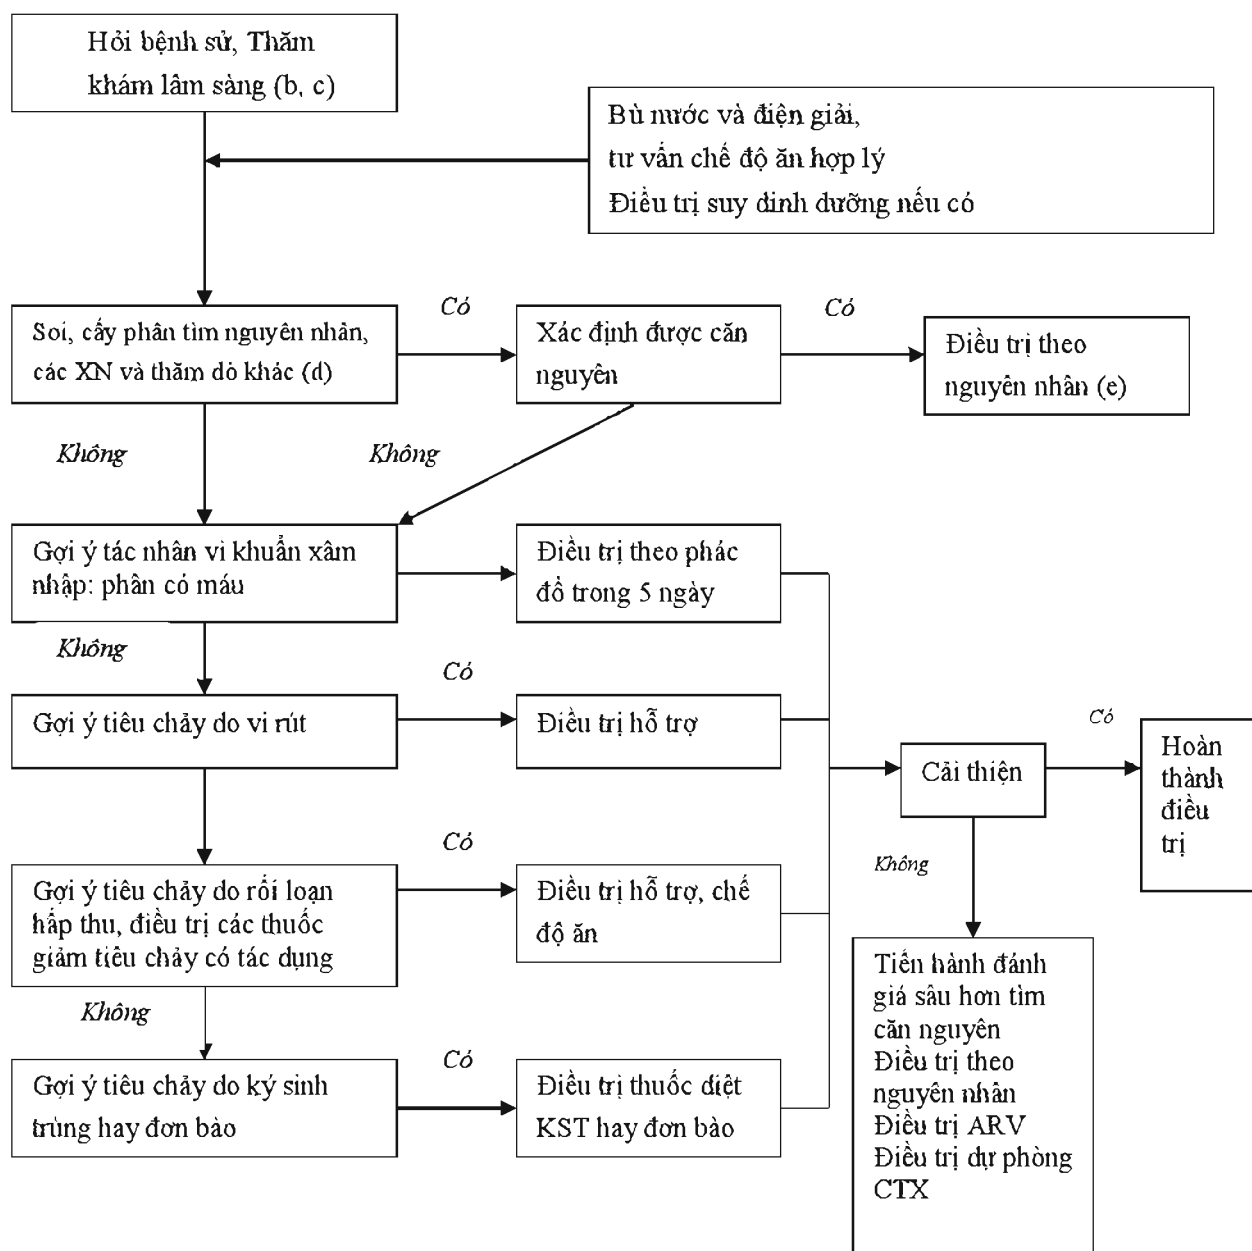 Hỏi bệnh sử, Thăm
khám lâm sàng (b, c)
Bù nước và điện giải,
tư vấn chế độ ăn hợp lý
Điều trị suy dinh dưỡng nếu có
Soi, cấy phân tìm nguyên nhân,
các XN và thăm dò khác (d)
Có
Xác định được căn
nguyên
Có
Điều trị theo
nguyên nhân (e)
Không
Không
Gợi ý tác nhân vi khuẩn xâm
nhập: phân có máu
Điều trị theo phác
đồ trong 5 ngày
Không
Gợi ý tiêu chảy do vi rút
Có
Điều trị hỗ trợ
Cải thiện
Có
Hoàn
thành
điều
trị
Gợi ý tiêu chảy do rối loạn
hấp thu, điều trị các thuốc
giảm tiêu chảy có tác dụng
Có
Điều trị hỗ trợ, chế
độ ăn
Không
Không
Gợi ý tiêu chảy do ký sinh
trùng hay đơn bào
Có
Điều trị thuốc diệt
KST hay đơn bào
Tiến hành đánh
giá sâu hơn tìm
căn nguyên
Điều trị theo
nguyên nhân
Điều trị ARV
Điều trị dự phòng
CTX